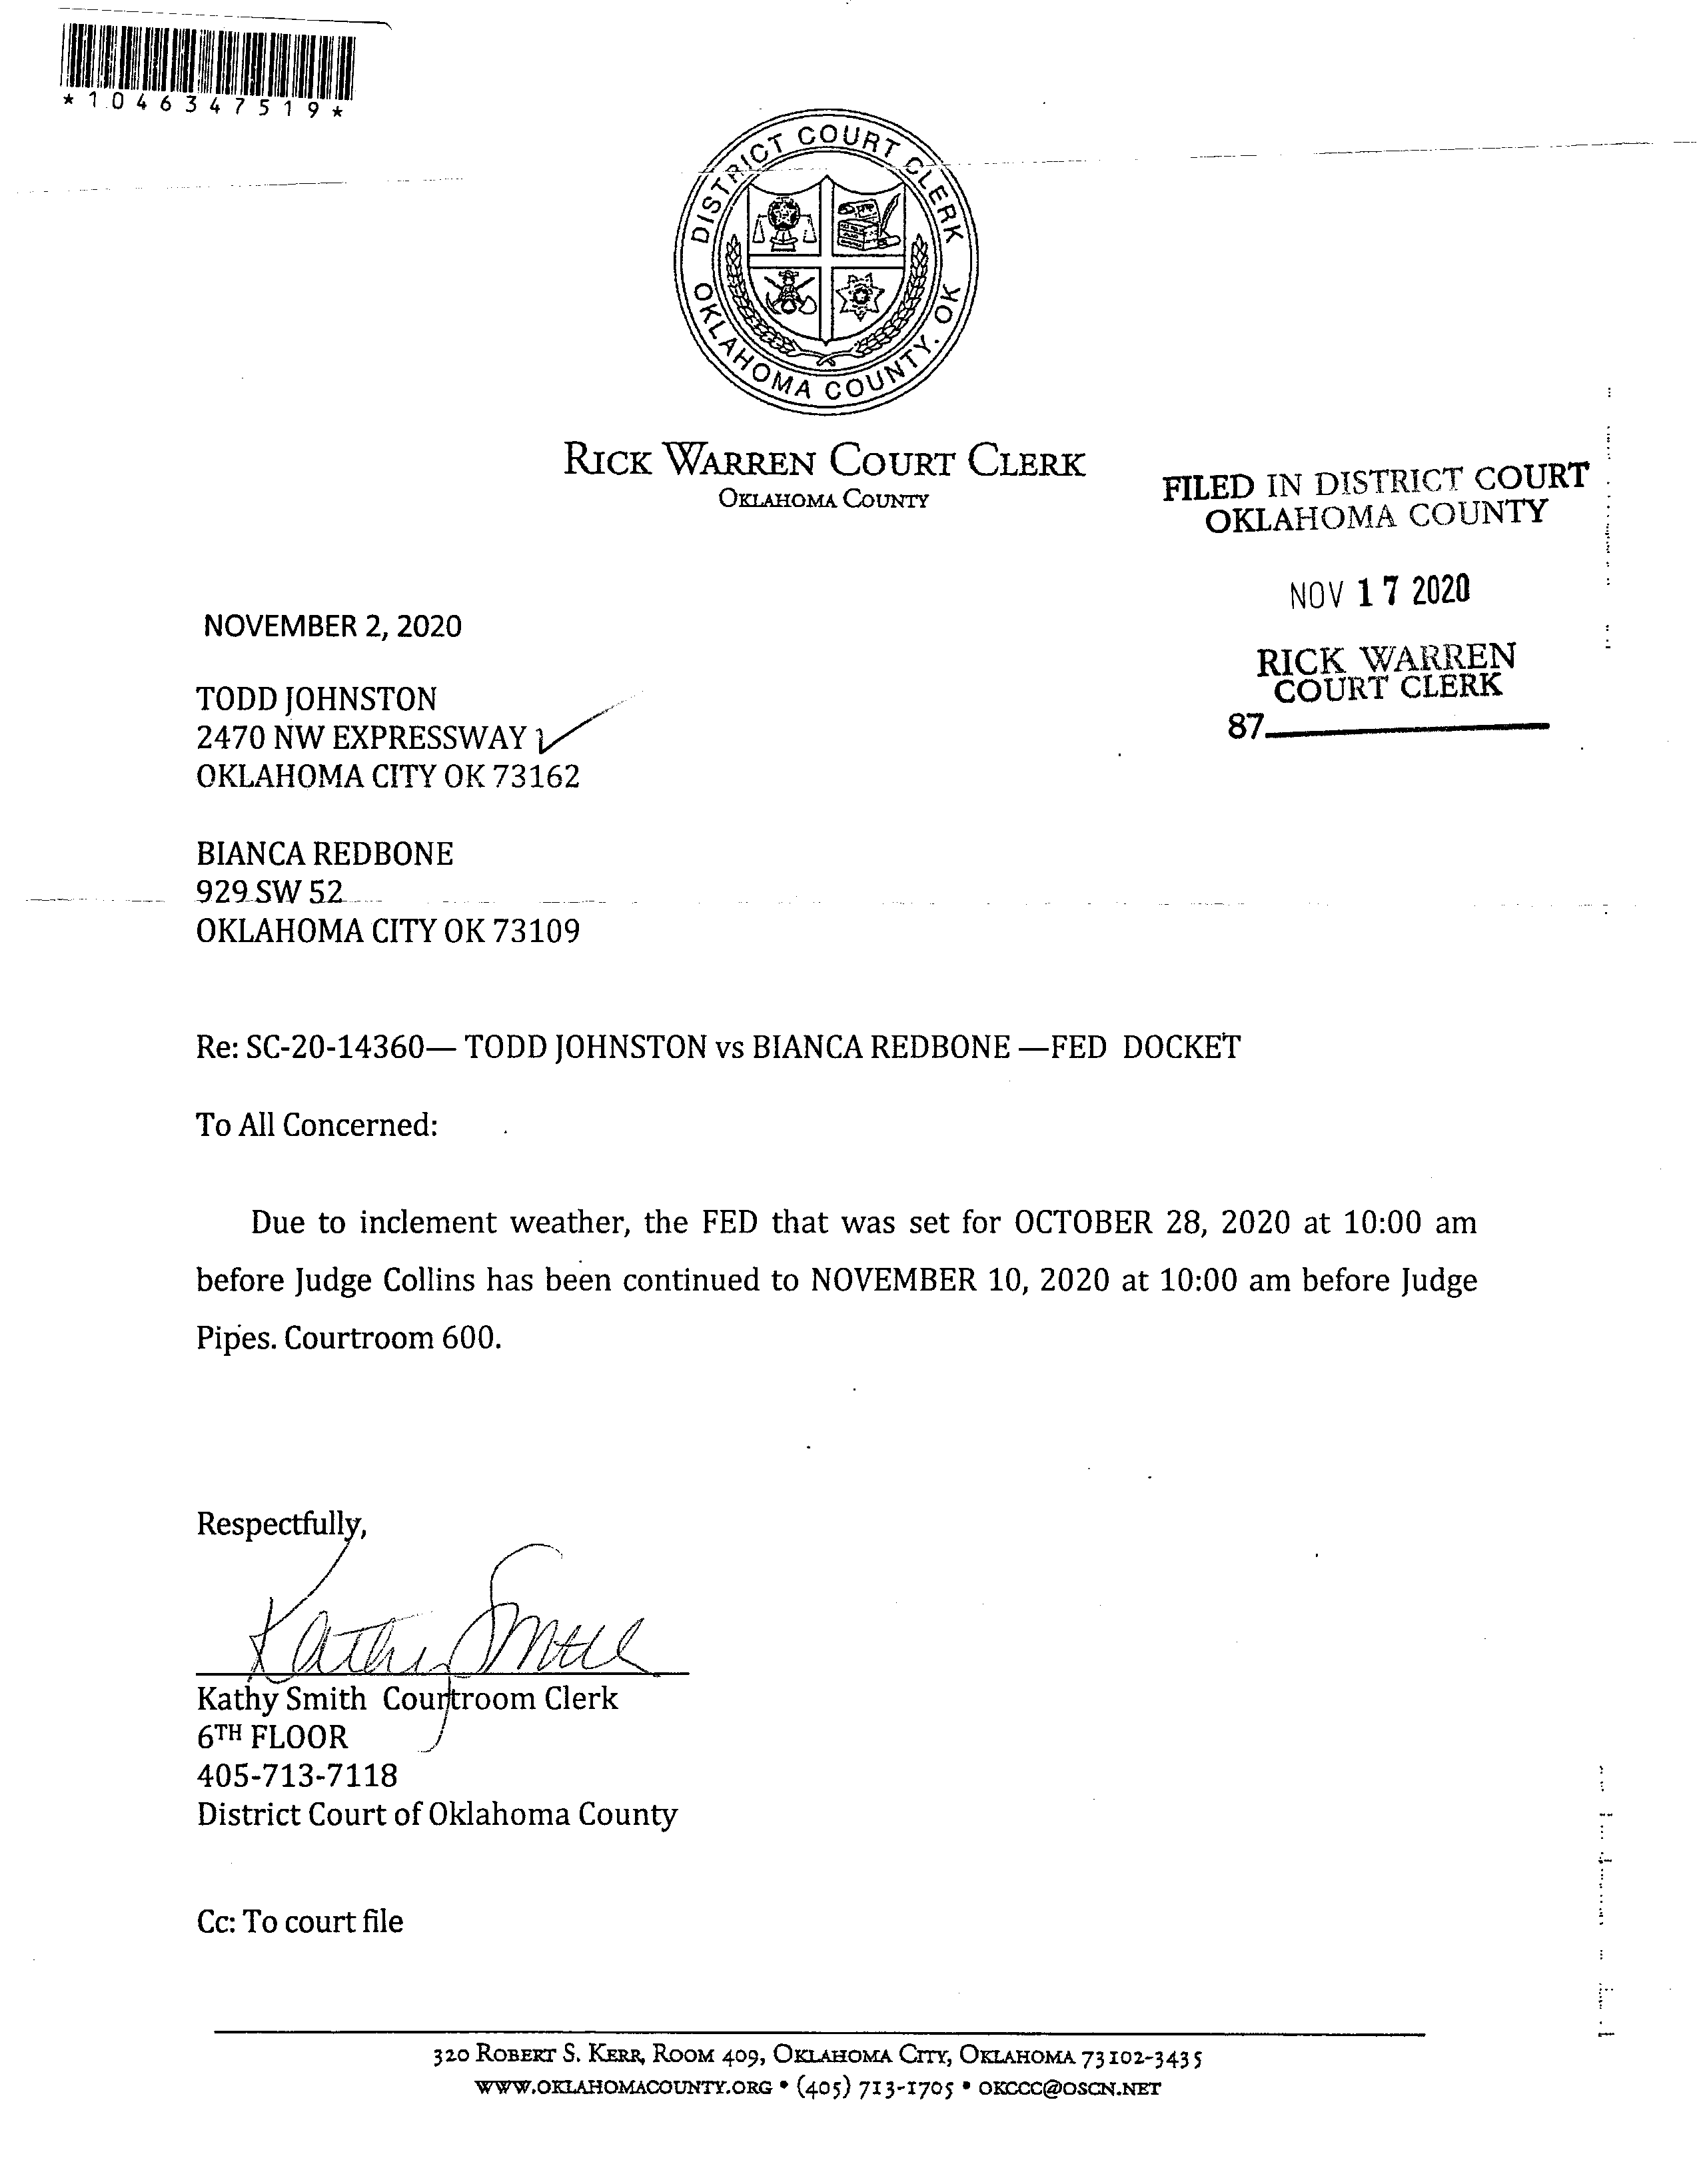 *1046347519*
DISTRICT COURT CLERK
OKLAHOMA COUNTY, OK
RICK WARREN COURT CLERK
OKLAHOMA COUNTY
FILED IN DISTRICT COURT
OKLAHOMA COUNTY
NOV 17 2020
RICK WARREN
COURT CLERK
87
NOVEMBER 2, 2020
TODD JOHNSTON
2470 NW EXPRESSWAY
OKLAHOMA CITY OK 73162
BIANCA REDBONE
929 SW 52
OKLAHOMA CITY OK 73109
Re: SC-20-14360— TODD JOHNSTON vs BIANCA REDBONE —FED DOCKET
To All Concerned:
Due to inclement weather, the FED that was set for OCTOBER 28, 2020 at 10:00 am
before Judge Collins has been continued to NOVEMBER 10, 2020 at 10:00 am before Judge
Pipes. Courtroom 600.
Respectfully,
Kathy Smith
Kathy Smith Courtroom Clerk
6TH FLOOR
405-713-7118
District Court of Oklahoma County
Cc: To court file
320 ROBERT S. KERR, ROOM 409, OKLAHOMA CITY, OKLAHOMA 73102-3435
WWW.OKLAHOMACOUNTY.ORG • (405) 713-1705 • OKCCC@OSCN.NET